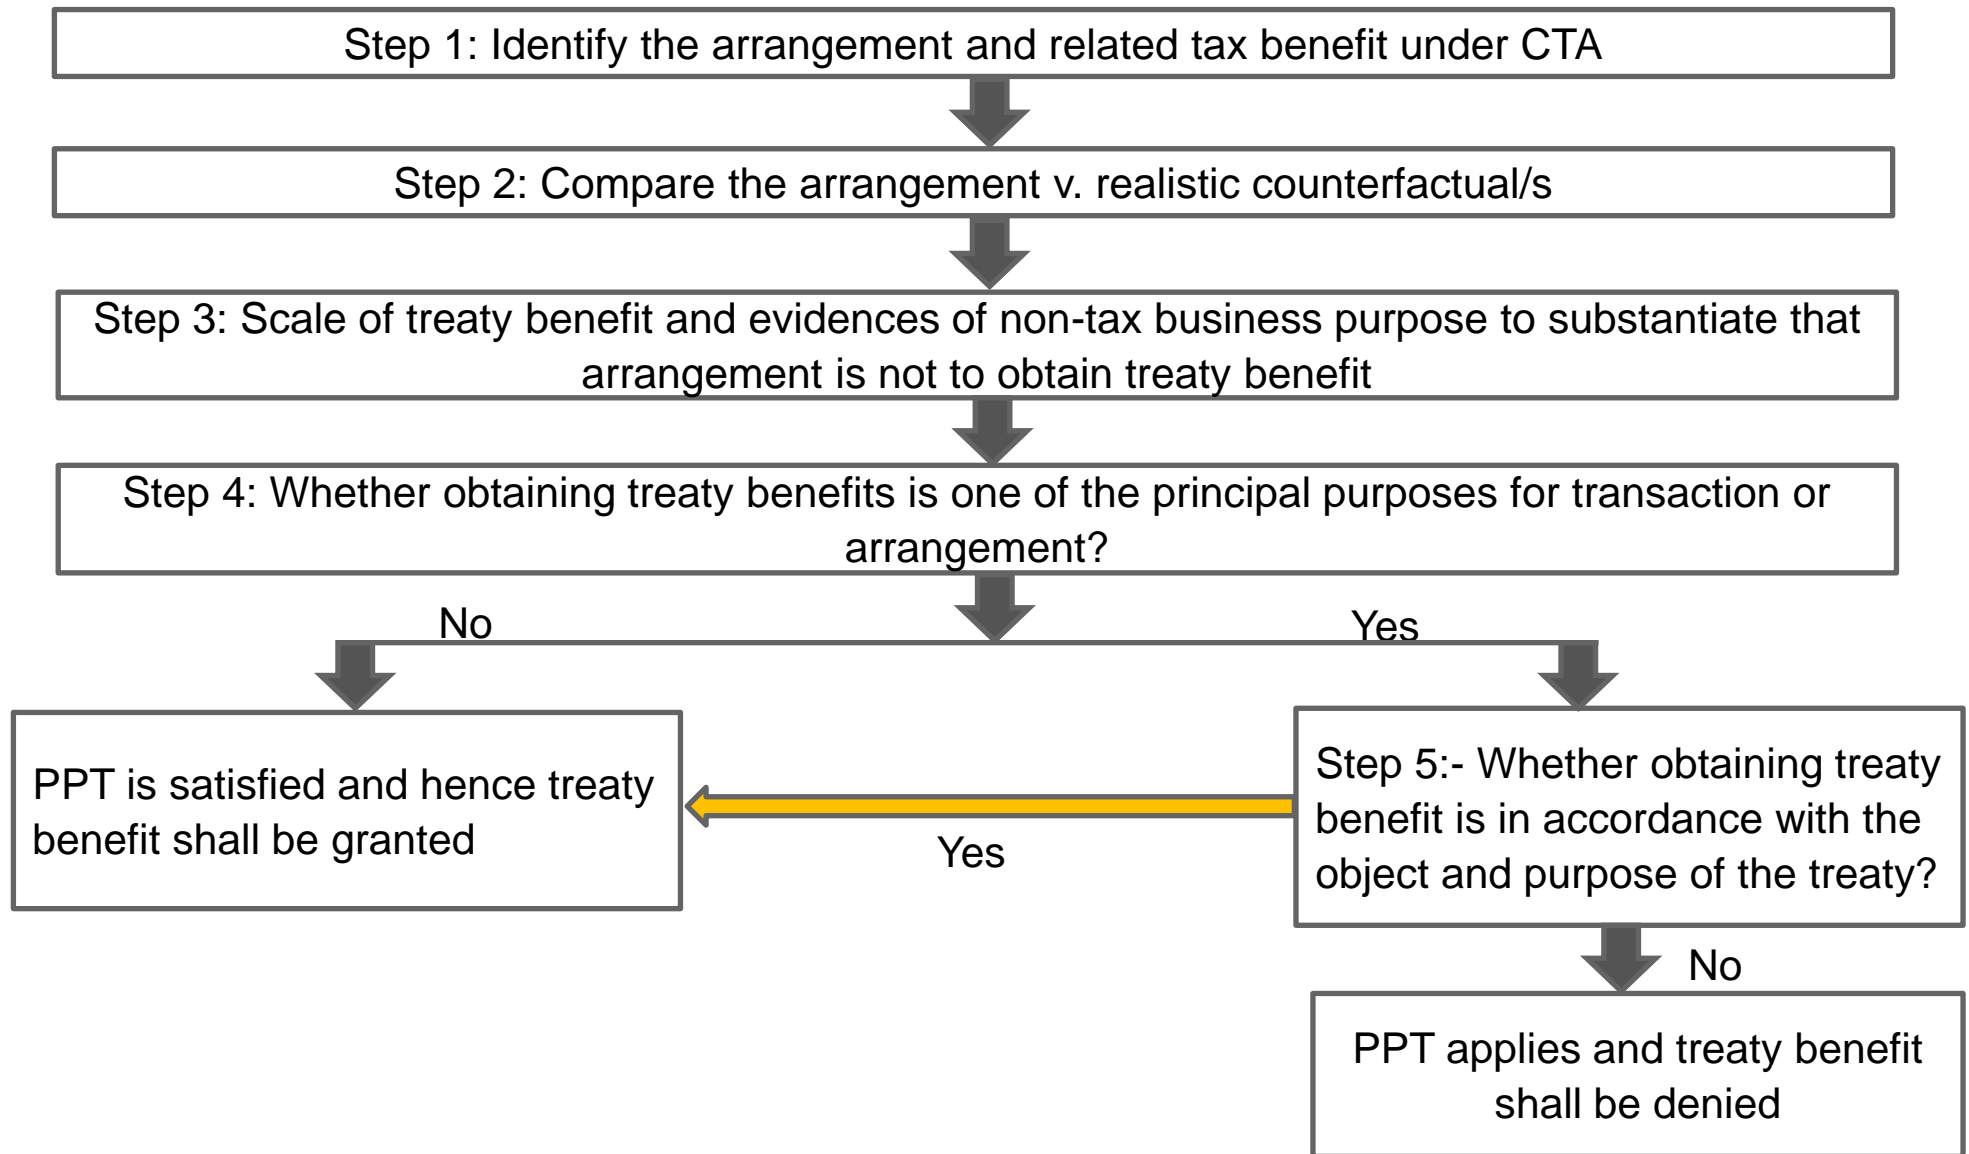 Step 1: Identify the arrangement and related tax benefit under CTA
Step 2: Compare the arrangement v. realistic counterfactual/s
Step 3: Scale of treaty benefit and evidences of non-tax business purpose to substantiate that
arrangement is not to obtain treaty benefit
Step 4: Whether obtaining treaty benefits is one of the principal purposes for transaction or
arrangement?
No
Yes
PPT is satisfied and hence treaty
benefit shall be granted
Yes
Step 5:- Whether obtaining treaty
benefit is in accordance with the
object and purpose of the treaty?
No
PPT applies and treaty benefit
shall be denied